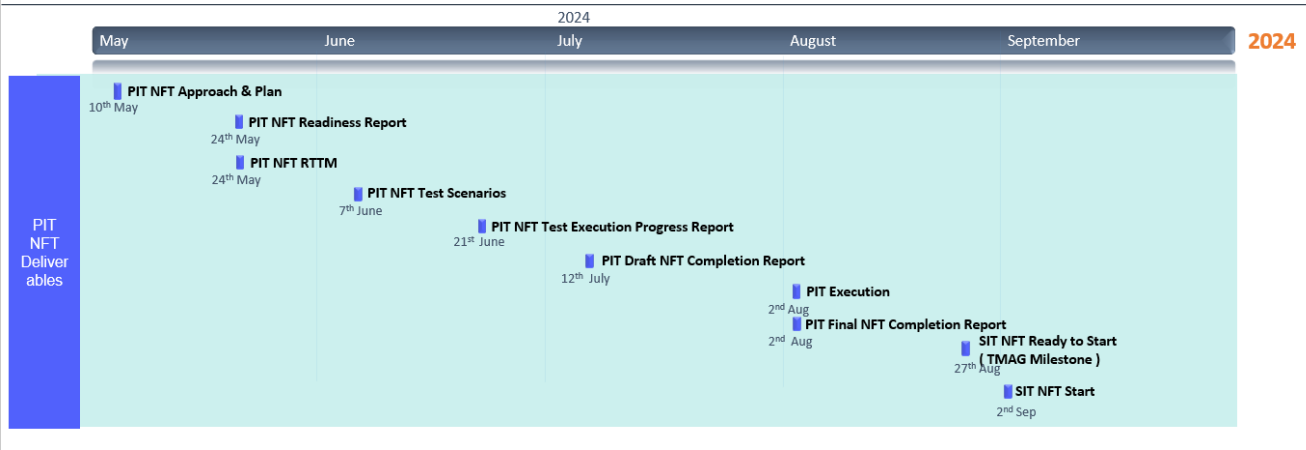 2024
May June July August September 2024
PIT NFT Approach & Plan
10th May
PIT NFT Readiness Report
24th May
PIT NFT RTTM
24th May
PIT NFT Test Scenarios
7th June
PIT NFT Test Execution Progress Report
21st June
PIT Draft NFT Completion Report
12th July
PIT Execution
2nd Aug
PIT Final NFT Completion Report
2nd Aug
SIT NFT Ready to Start
( TMAG Milestone )
27th Aug
SIT NFT Start
2nd Sep
PIT
NFT
Deliver
ables